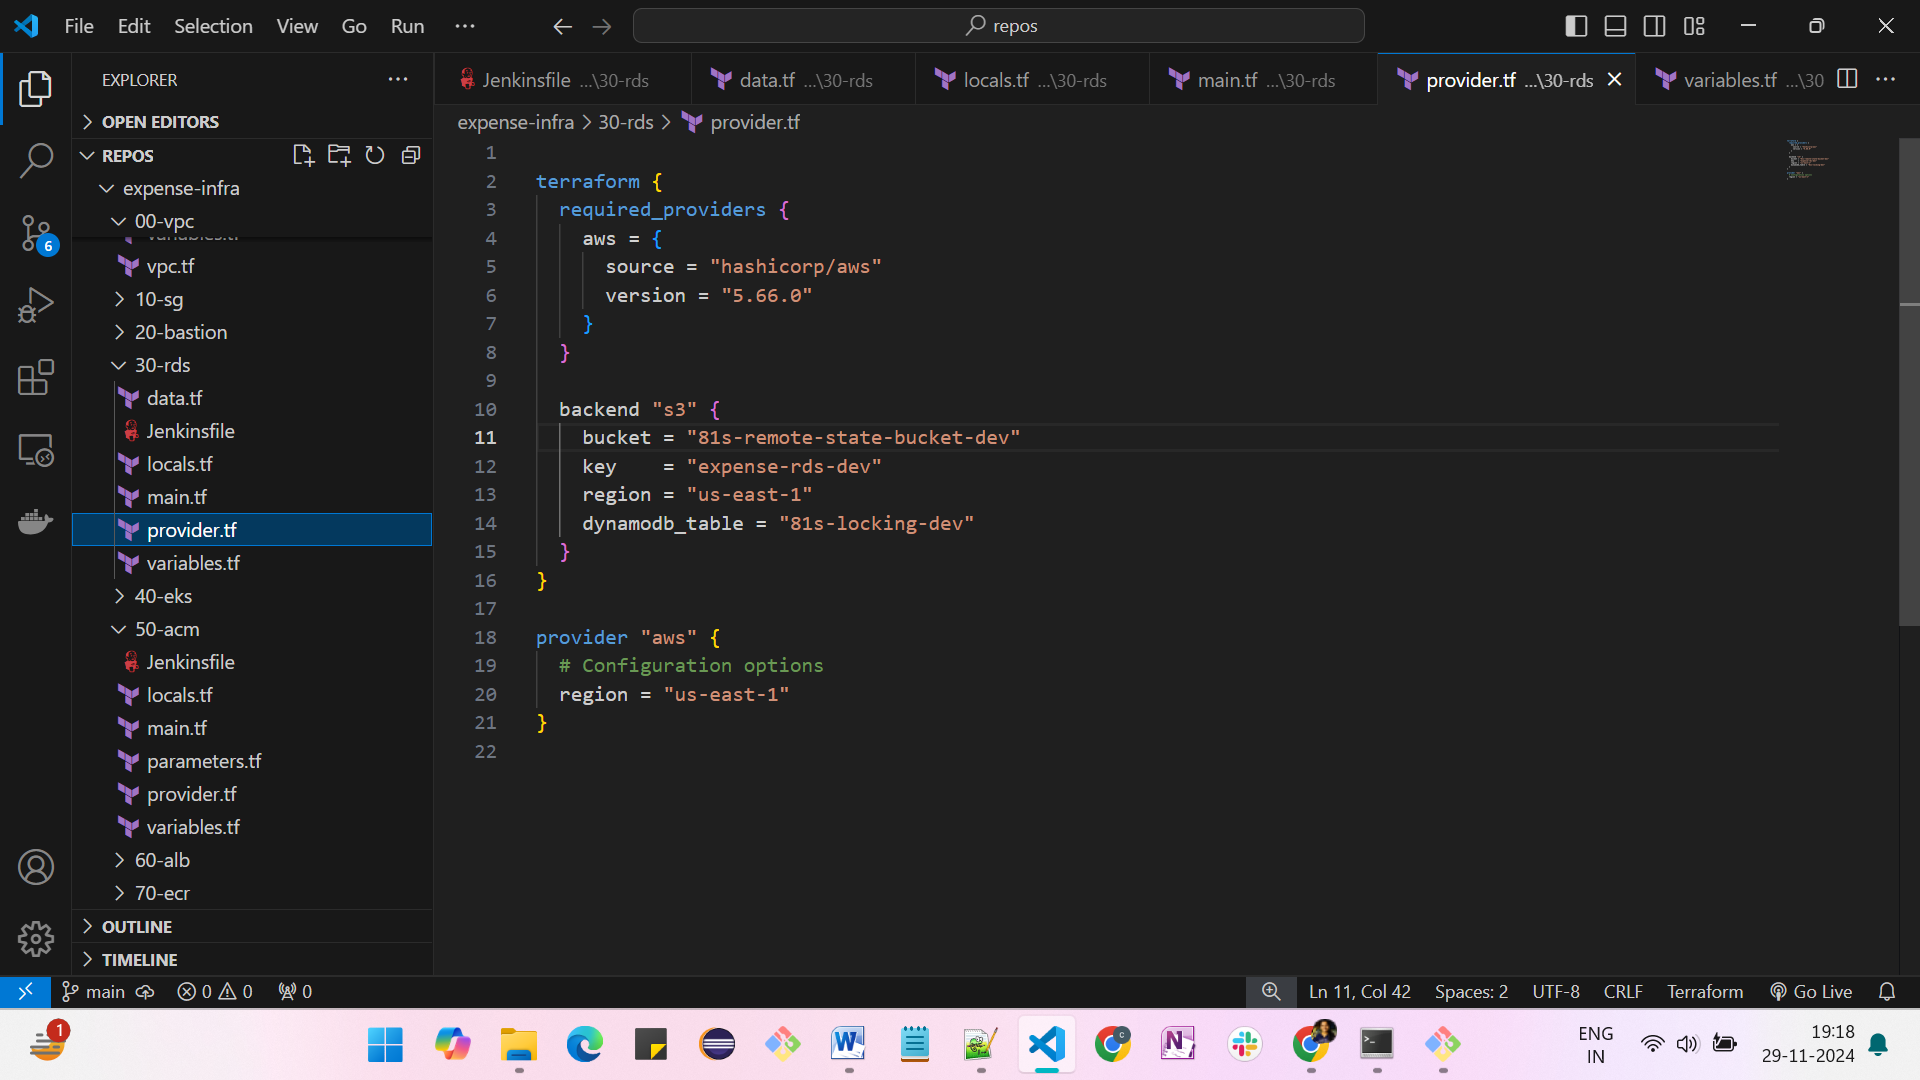 File Edit Selection View Go Run ···
repos
EXPLORER
OPEN EDITORS
REPOS
expense-infra
00-vpc
variables.tf
vpc.tf
10-sg
20-bastion
30-rds
data.tf
Jenkinsfile
locals.tf
main.tf
provider.tf
variables.tf
40-eks
50-acm
Jenkinsfile
locals.tf
main.tf
parameters.tf
provider.tf
variables.tf
60-alb
70-ecr
OUTLINE
TIMELINE
6
Jenkinsfile ...\30-rds data.tf ...\30-rds locals.tf ...\30-rds main.tf ...\30-rds provider.tf ...\30-rds variables.tf ...\30
expense-infra > 30-rds > provider.tf
1
2 terraform {
3 required_providers {
4 aws = {
5 source = "hashicorp/aws"
6 version = "5.66.0"
7 }
8 }
9
10 backend "s3" {
11 bucket = "81s-remote-state-bucket-dev"
12 key    = "expense-rds-dev"
13 region = "us-east-1"
14 dynamodb_table = "81s-locking-dev"
15 }
16 }
17
18 provider "aws" {
19 # Configuration options
20 region = "us-east-1"
21 }
22
main 0 0 0 Ln 11, Col 42 Spaces: 2 UTF-8 CRLF Terraform Go Live
1
ENG
IN
19:18
29-11-2024